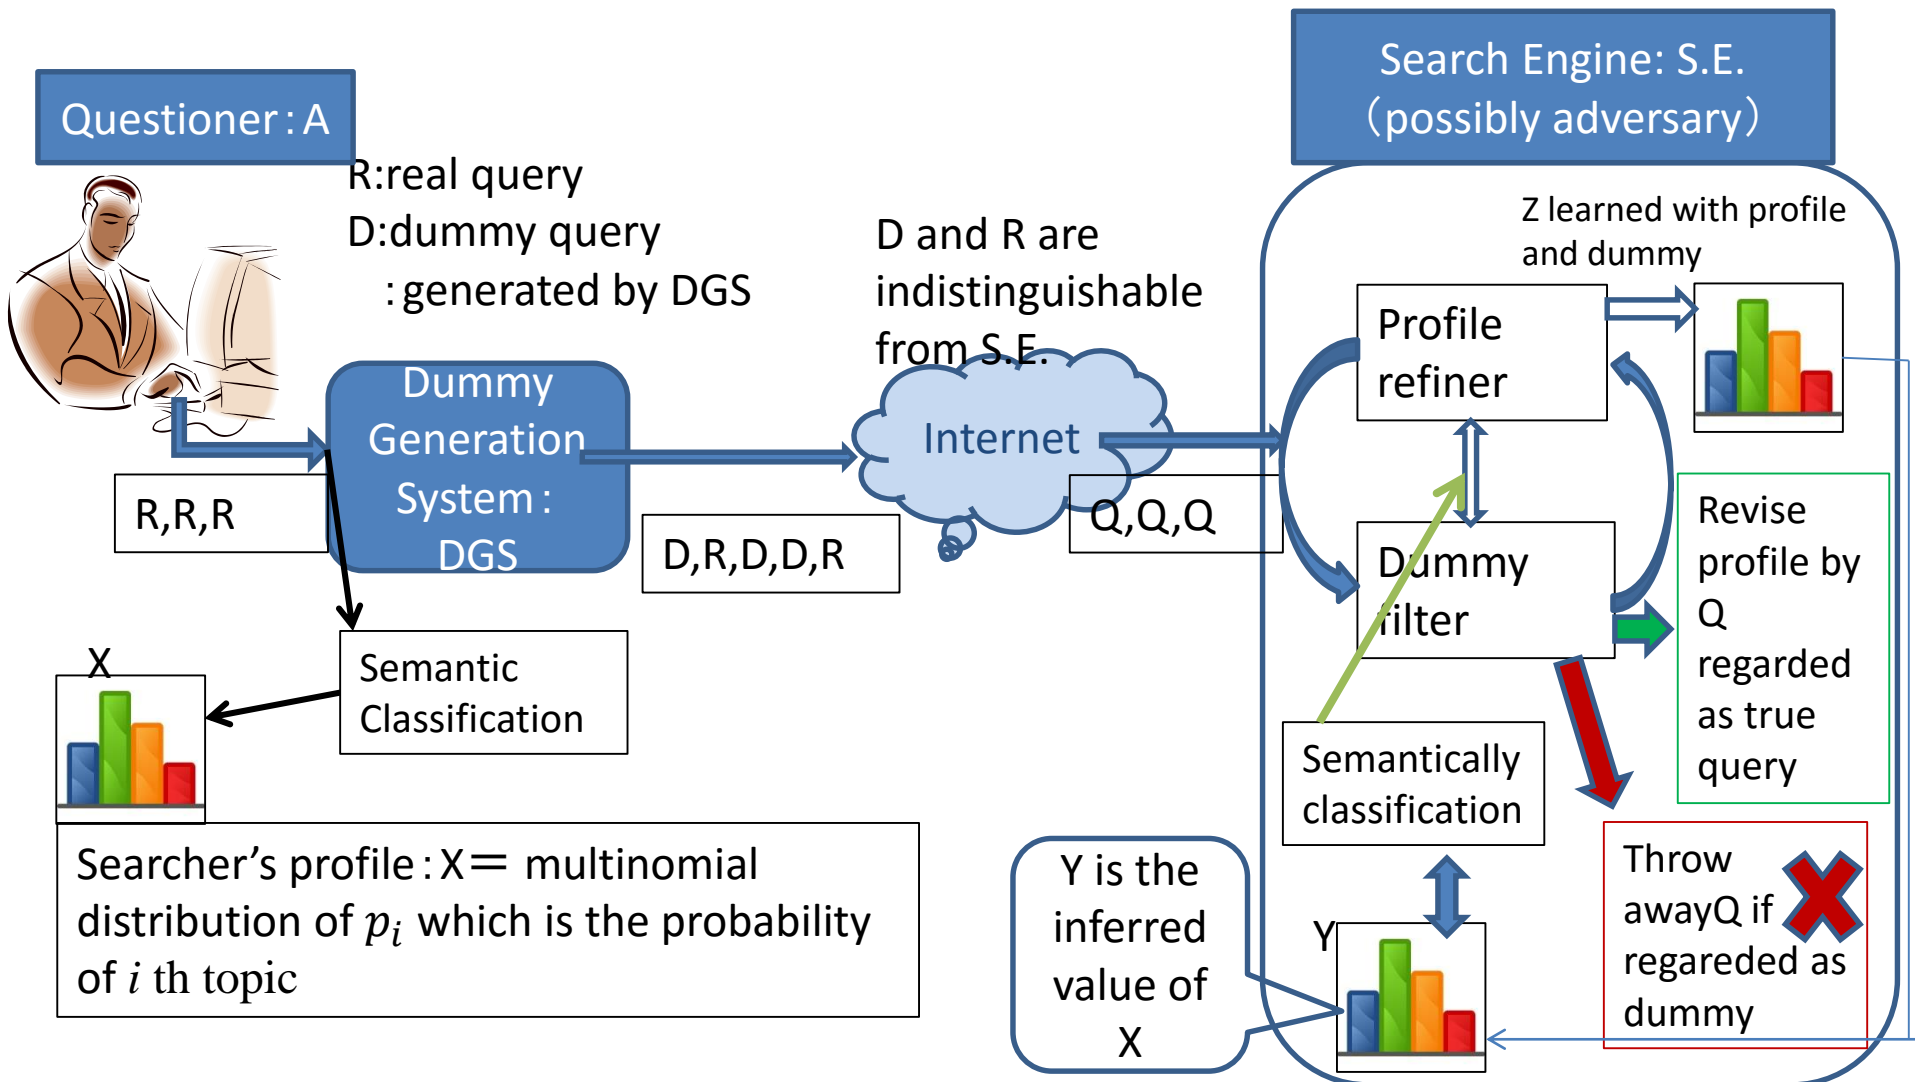 Questioner：A
R:real query
D:dummy query
：generated by DGS
D and R are
indistinguishable
from S.E.
Search Engine: S.E.
（possibly adversary）
Z learned with profile
and dummy
Profile
refiner
Dummy
Generation
System：
DGS
Internet
R,R,R
D,R,D,D,R
Q,Q,Q
Dummy
filter
Revise
profile by
Q
regarded
as true
query
Semantic
Classification
X
Semantically
classification
Searcher’s profile：X＝ multinomial
distribution of p_i which is the probability
of i th topic
Y is the
inferred
value of
X
Y
Throw
awayQ if
regareded as
dummy